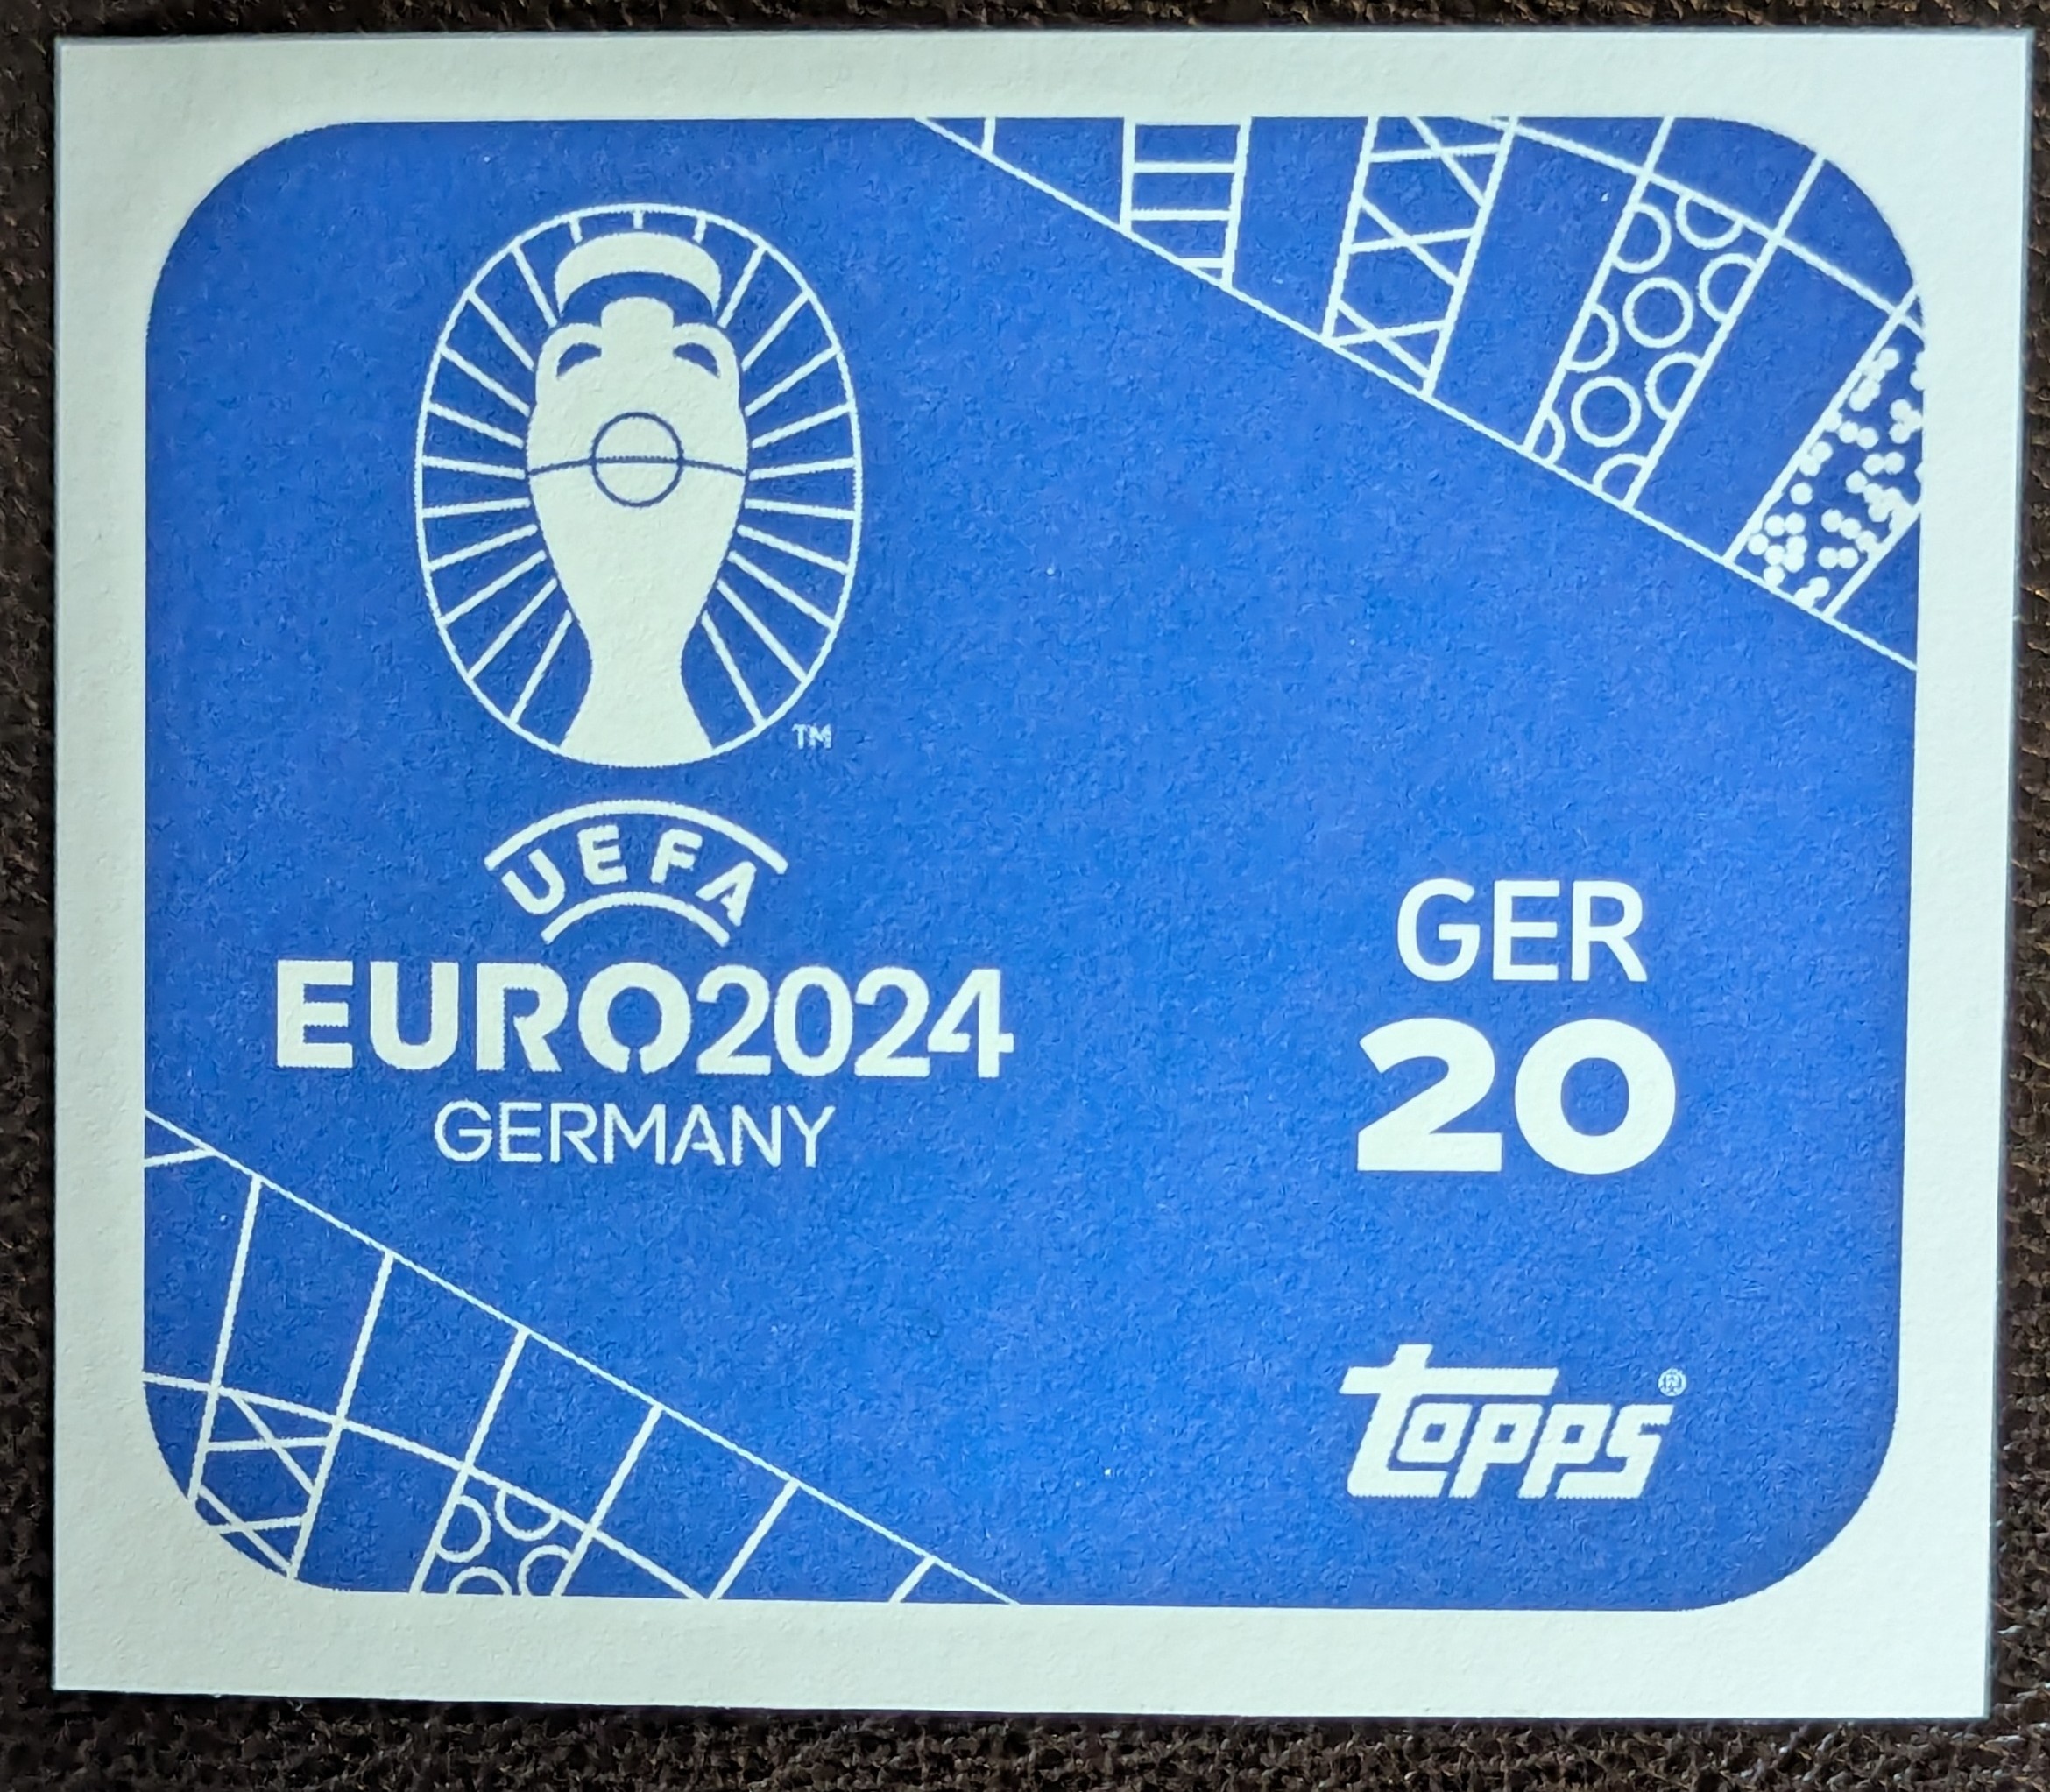 TM
UEFA
EURO2024
GERMANY
GER
20
topps®